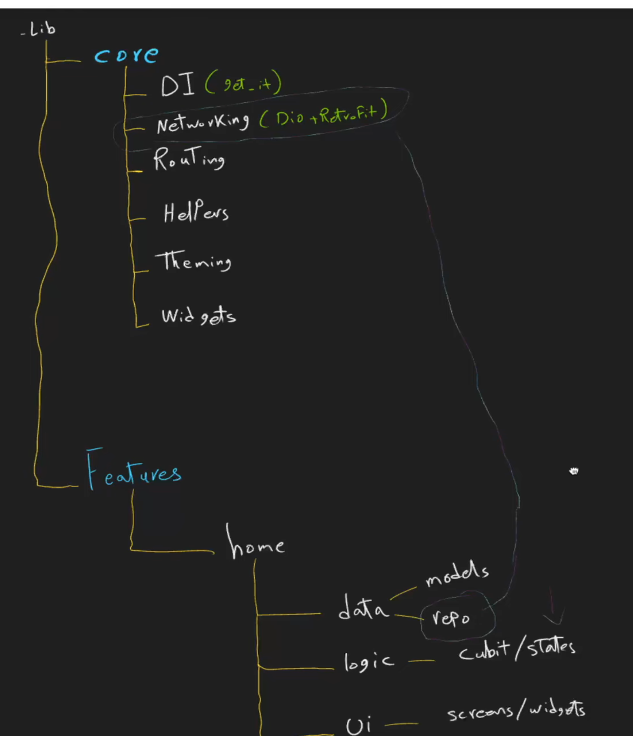 Lib
core
DI (get_it)
Networking (Dio + Retrofit)
Routing
Helpers
Theming
Widgets
Features
home
models
data
repo
logic - cubit/states
Ui - screens/widgets